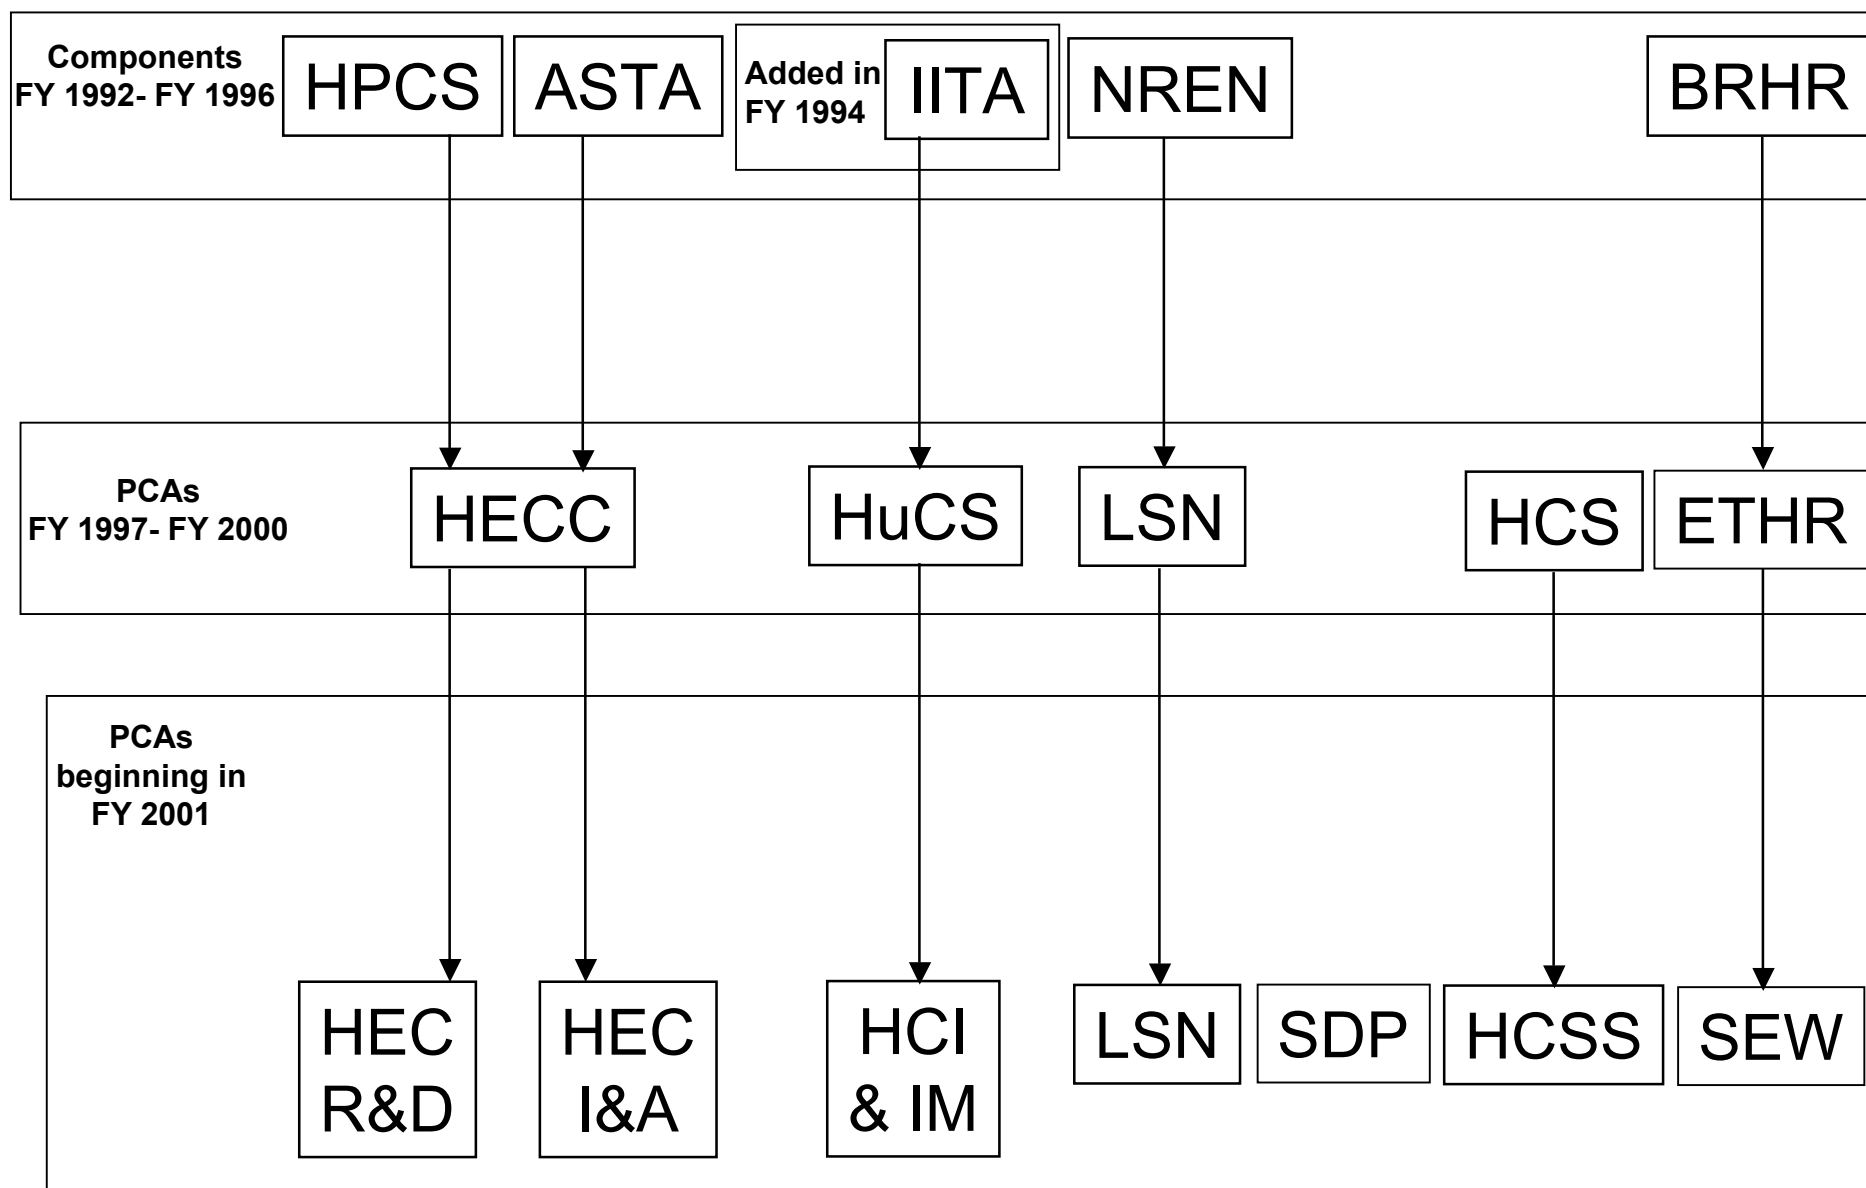 Components
FY 1992- FY 1996
HPCS
ASTA
Added in
FY 1994
IITA
NREN
BRHR
PCAs
FY 1997- FY 2000
HECC
HuCS
LSN
HCS
ETHR
PCAs
beginning in
FY 2001
HEC
R&D
HEC
I&A
HCI
& IM
LSN
SDP
HCSS
SEW